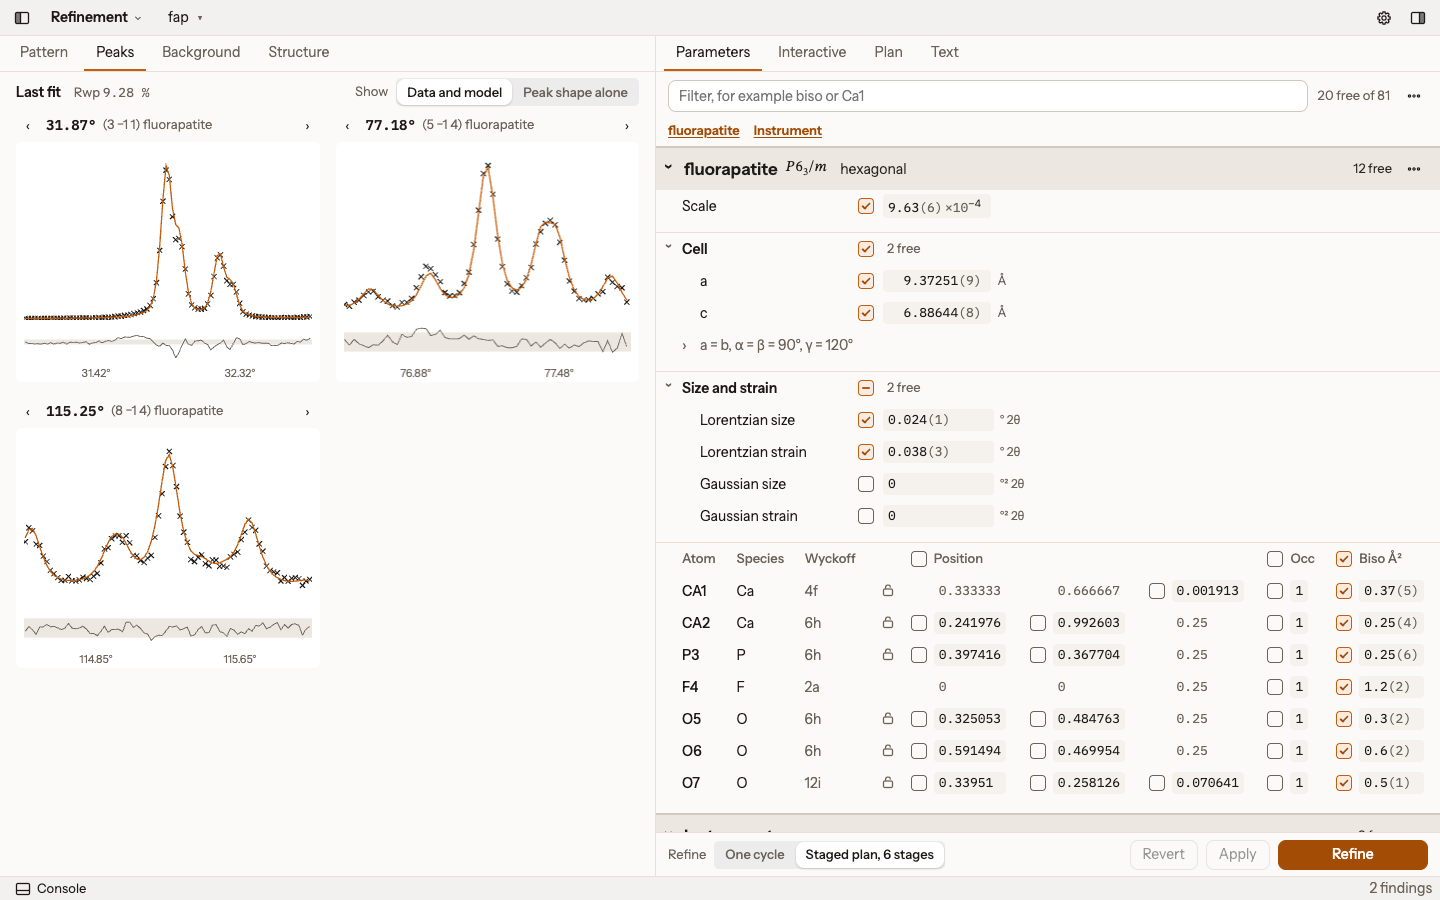 Refinement fap
Pattern Peaks Background Structure
Parameters Interactive Plan Text
Last fit Rwp 9.28 % Show Data and model Peak shape alone
Filter, for example biso or Ca1 20 free of 81
fluorapatite Instrument
31.87° (3 −1 1) fluorapatite
77.18° (5 −1 4) fluorapatite
31.42° 32.32°
76.88° 77.48°
115.25° (8 −1 4) fluorapatite
114.85° 115.65°
fluorapatite P6₃/m hexagonal 12 free
Scale 9.63(6) ×10⁻⁴
Cell 2 free
a 9.37251(9) Å
c 6.88644(8) Å
a = b, α = β = 90°, γ = 120°
Size and strain 2 free
Lorentzian size 0.024(1) ° 2θ
Lorentzian strain 0.038(3) ° 2θ
Gaussian size 0 °² 2θ
Gaussian strain 0 °² 2θ
Atom Species Wyckoff Position Occ Biso Å²
CA1 Ca 4f 0.333333 0.666667 0.001913 1 0.37(5)
CA2 Ca 6h 0.241976 0.992603 0.25 1 0.25(4)
P3 P 6h 0.397416 0.367704 0.25 1 0.25(6)
F4 F 2a 0 0 0.25 1 1.2(2)
O5 O 6h 0.325053 0.484763 0.25 1 0.3(2)
O6 O 6h 0.591494 0.469954 0.25 1 0.6(2)
O7 O 12i 0.33951 0.258126 0.070641 1 0.5(1)
Refine One cycle Staged plan, 6 stages Revert Apply Refine
Console 2 findings